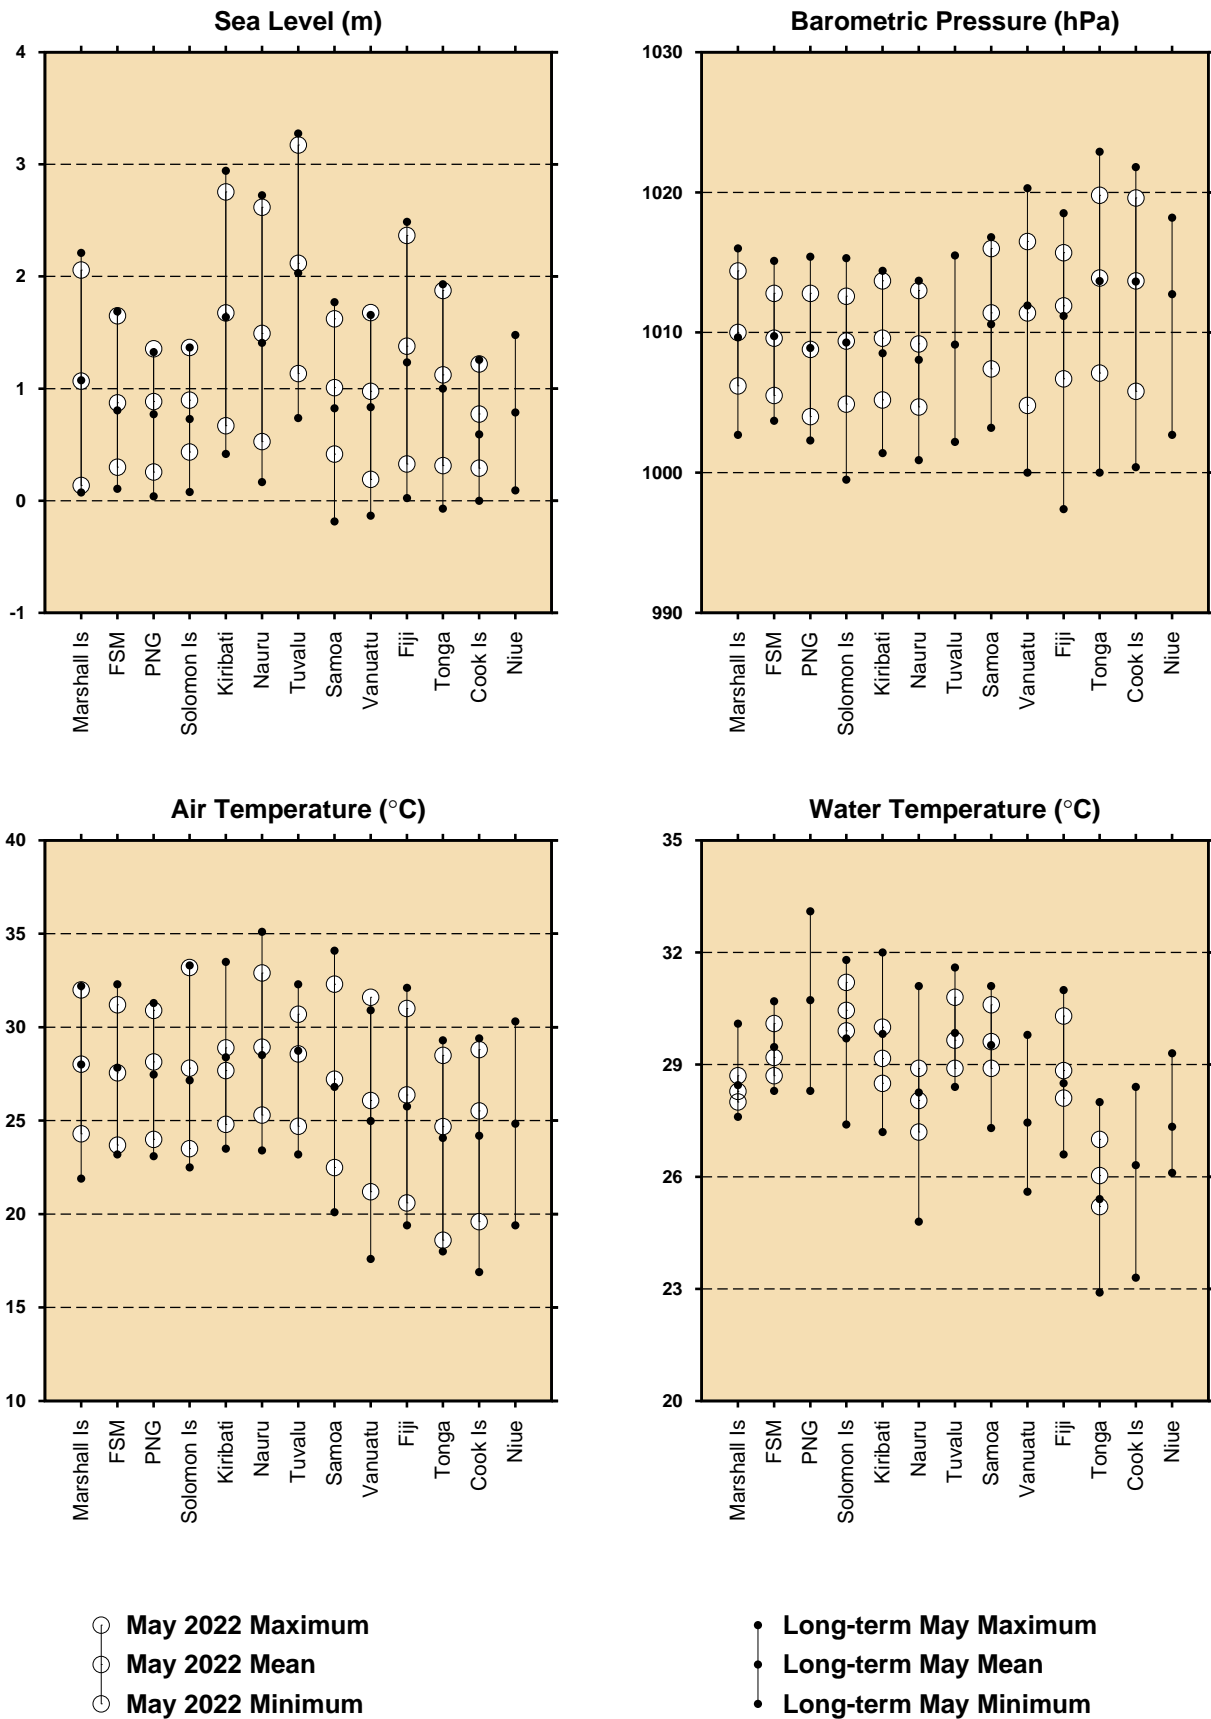 Sea Level (m)
4
3
2
1
0
-1
Marshall Is
FSM
PNG
Solomon Is
Kiribati
Nauru
Tuvalu
Samoa
Vanuatu
Fiji
Tonga
Cook Is
Niue
Barometric Pressure (hPa)
1030
1020
1010
1000
990
Marshall Is
FSM
PNG
Solomon Is
Kiribati
Nauru
Tuvalu
Samoa
Vanuatu
Fiji
Tonga
Cook Is
Niue
Air Temperature (°C)
40
35
30
25
20
15
10
Marshall Is
FSM
PNG
Solomon Is
Kiribati
Nauru
Tuvalu
Samoa
Vanuatu
Fiji
Tonga
Cook Is
Niue
Water Temperature (°C)
35
32
29
26
23
20
Marshall Is
FSM
PNG
Solomon Is
Kiribati
Nauru
Tuvalu
Samoa
Vanuatu
Fiji
Tonga
Cook Is
Niue
May 2022 Maximum
May 2022 Mean
May 2022 Minimum
Long-term May Maximum
Long-term May Mean
Long-term May Minimum